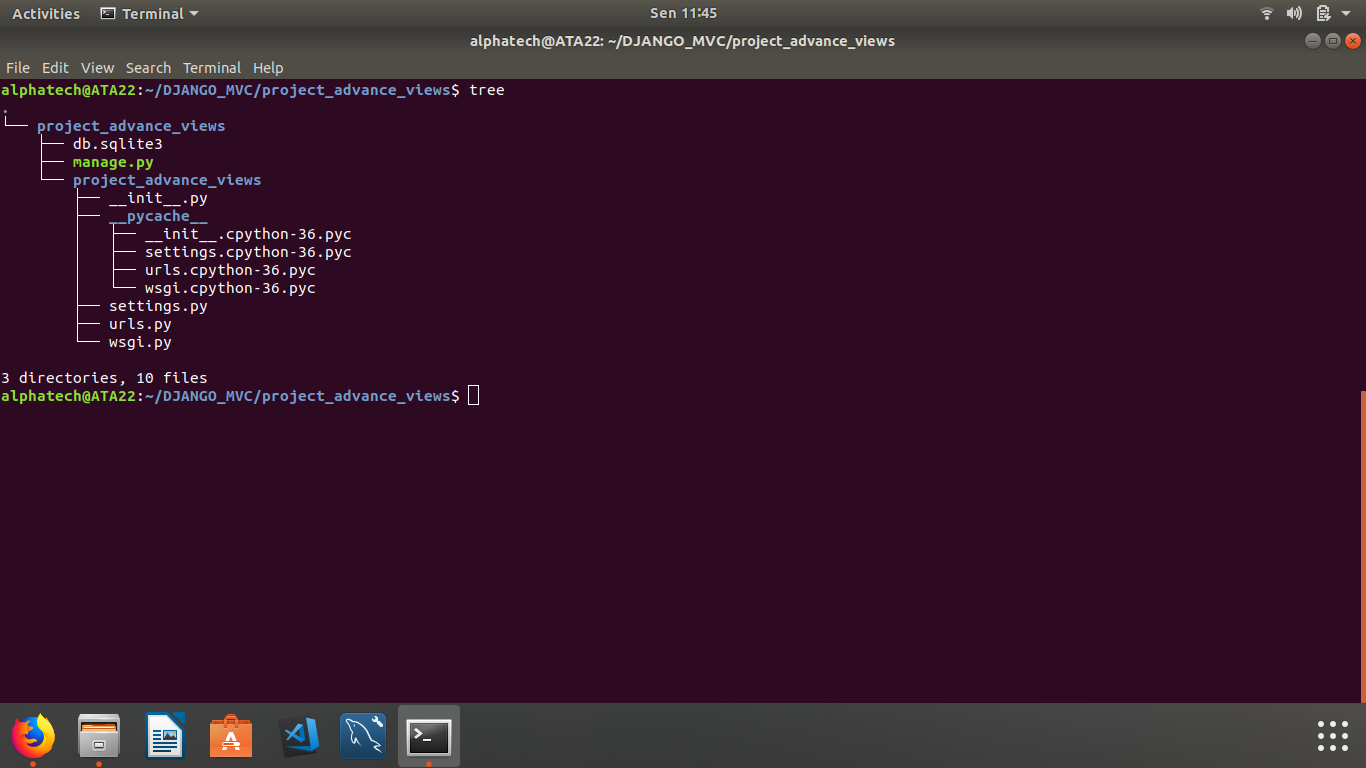 Activities Terminal Sen 11:45
alphatech@ATA22: ~/DJANGO_MVC/project_advance_views
File Edit View Search Terminal Help
alphatech@ATA22:~/DJANGO_MVC/project_advance_views$ tree
.
└── project_advance_views
    ├── db.sqlite3
    ├── manage.py
    └── project_advance_views
        ├── __init__.py
        ├── __pycache__
        │   ├── __init__.cpython-36.pyc
        │   ├── settings.cpython-36.pyc
        │   ├── urls.cpython-36.pyc
        │   └── wsgi.cpython-36.pyc
        ├── settings.py
        ├── urls.py
        └── wsgi.py
3 directories, 10 files
alphatech@ATA22:~/DJANGO_MVC/project_advance_views$